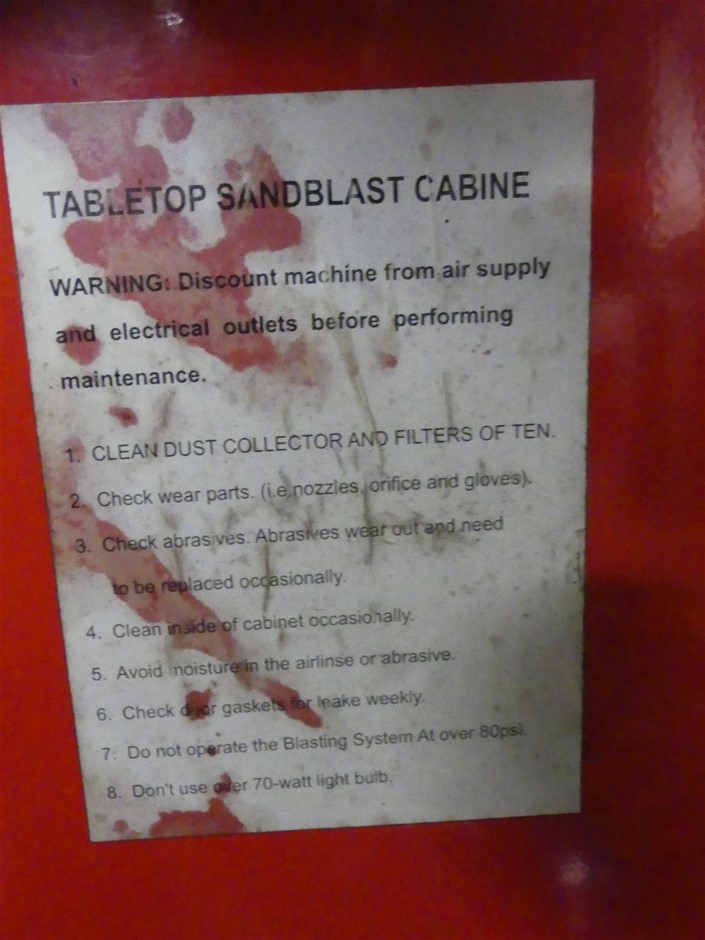 TABLETOP SANDBLAST CABINE
WARNING: Discount machine from air supply
and electrical outlets before performing
maintenance.
1. CLEAN DUST COLLECTOR AND FILTERS OF TEN.
2. Check wear parts. (i.e.nozzles, orifice and gloves).
3. Check abrasives. Abrasives wear out and need
to be replaced occasionally.
4. Clean inside of cabinet occasionally.
5. Avoid moisture in the airlinse or abrasive.
6. Check door gaskets for leake weekly.
7. Do not operate the Blasting System At over 80psi.
8. Don't use over 70-watt light bulb.